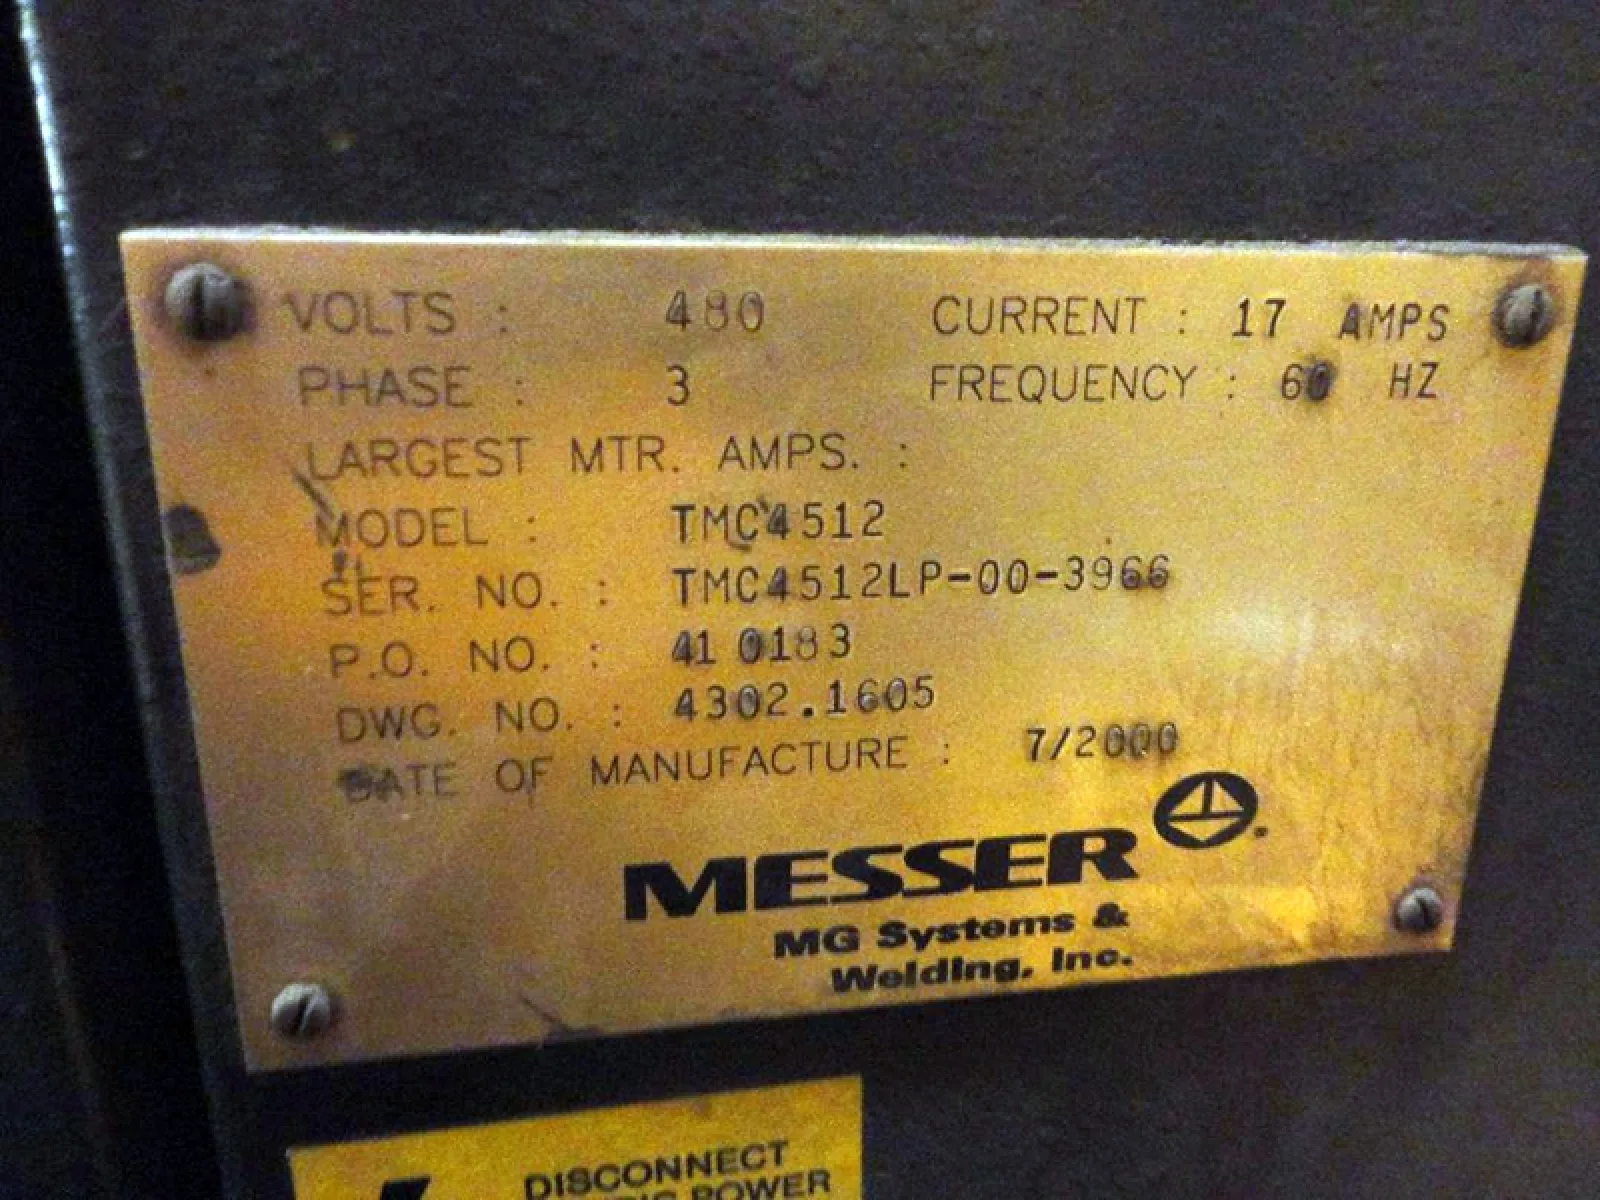 VOLTS : 480 CURRENT : 17 AMPS
PHASE : 3 FREQUENCY : 60 HZ
LARGEST MTR. AMPS. :
MODEL : TMC4512
SER. NO. : TMC4512LP-00-3966
P.O. NO. : 41 0183
DWG. NO. : 4302.1605
DATE OF MANUFACTURE : 7/2000
MESSER
MG Systems &
Welding, Inc.
DISCONNECT
POWER